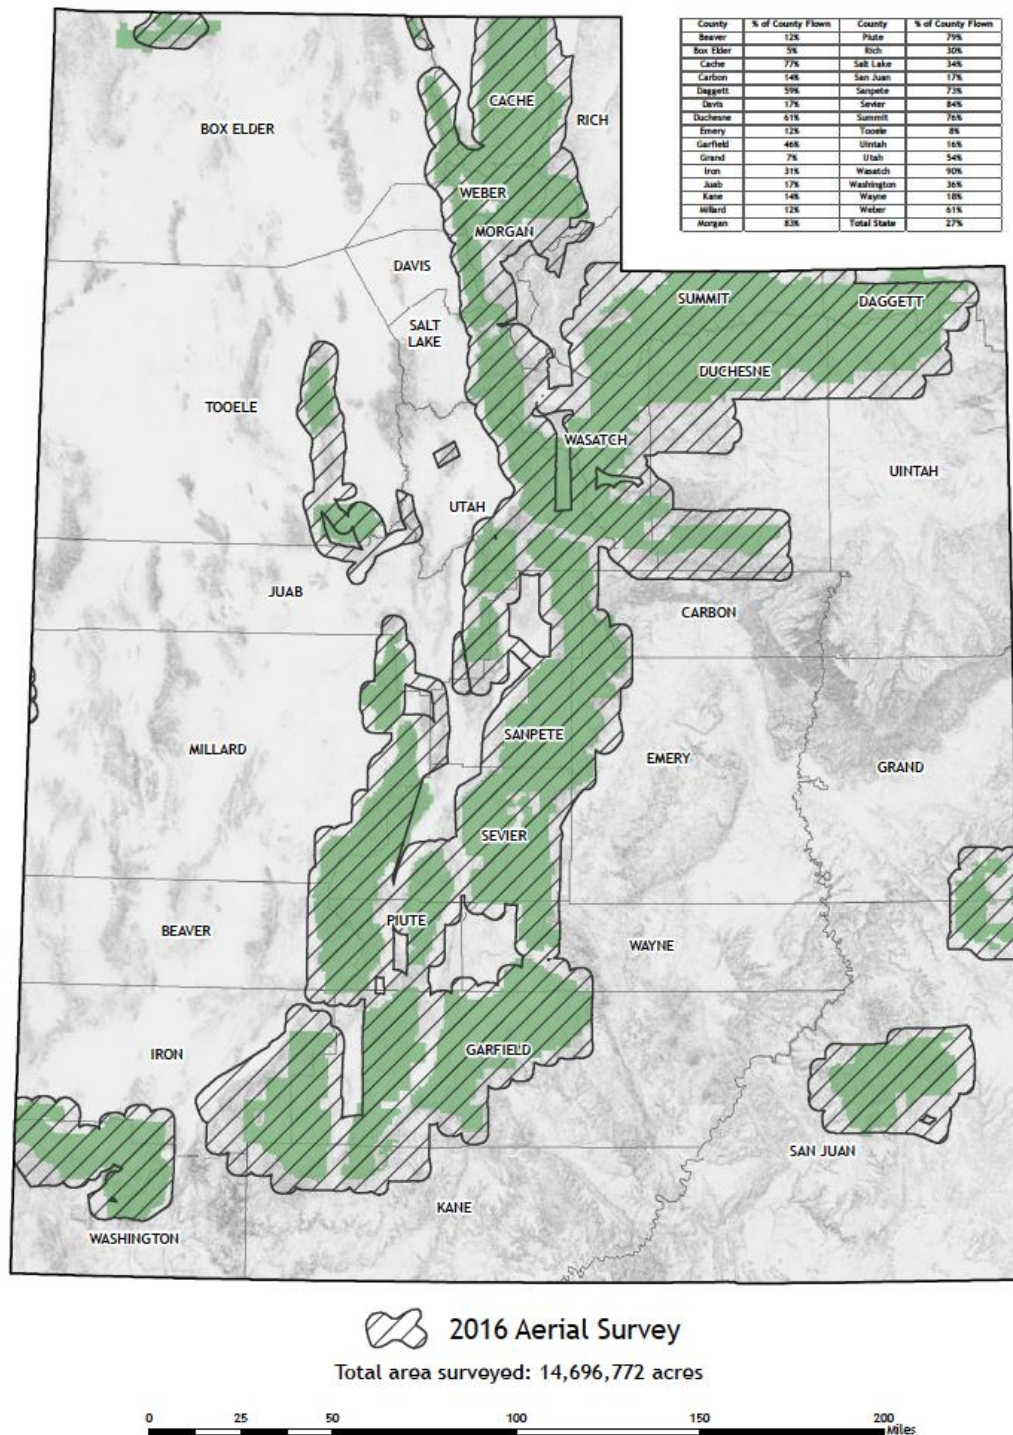 County % of County Flown County % of County Flown
Beaver 12% Piute 79%
Box Elder 5% Rich 30%
Cache 77% Salt Lake 34%
Carbon 14% San Juan 17%
Daggett 59% Sanpete 73%
Davis 17% Sevier 84%
Duchesne 61% Summit 76%
Emery 12% Tooele 8%
Garfield 46% Uintah 16%
Grand 7% Utah 54%
Iron 31% Wasatch 90%
Juab 17% Washington 36%
Kane 14% Wayne 18%
Millard 12% Weber 61%
Morgan 83% Total State 27%
CACHE
RICH
BOX ELDER
WEBER
MORGAN
DAVIS
SUMMIT
DAGGETT
SALT
LAKE
DUCHESNE
TOOELE
WASATCH
UINTAH
UTAH
JUAB
CARBON
SANPETE
MILLARD
EMERY
GRAND
SEVIER
PIUTE
BEAVER
WAYNE
IRON
GARFIELD
SAN JUAN
KANE
WASHINGTON
2016 Aerial Survey
Total area surveyed: 14,696,772 acres
0 25 50 100 150 200
Miles